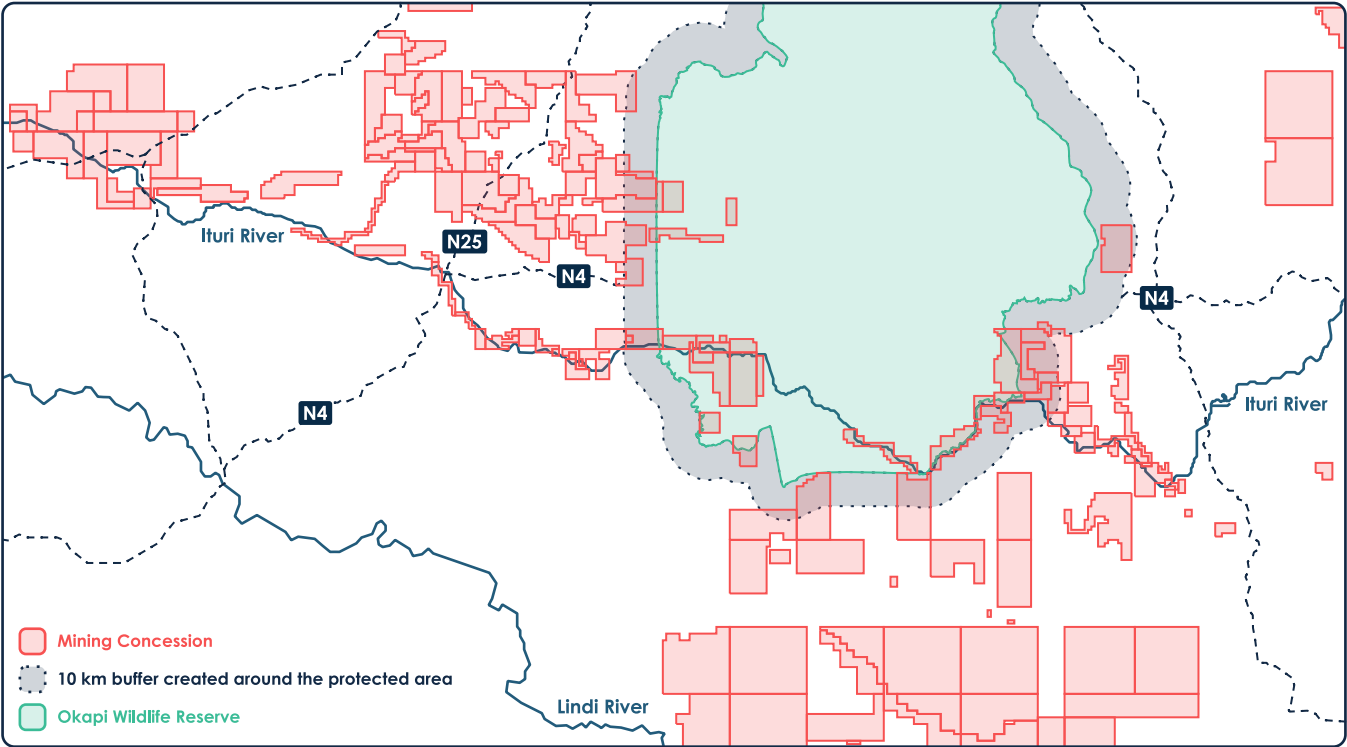 Ituri River
N25
N4
N4
N4
Ituri River
Mining Concession
10 km buffer created around the protected area
Okapi Wildlife Reserve
Lindi River